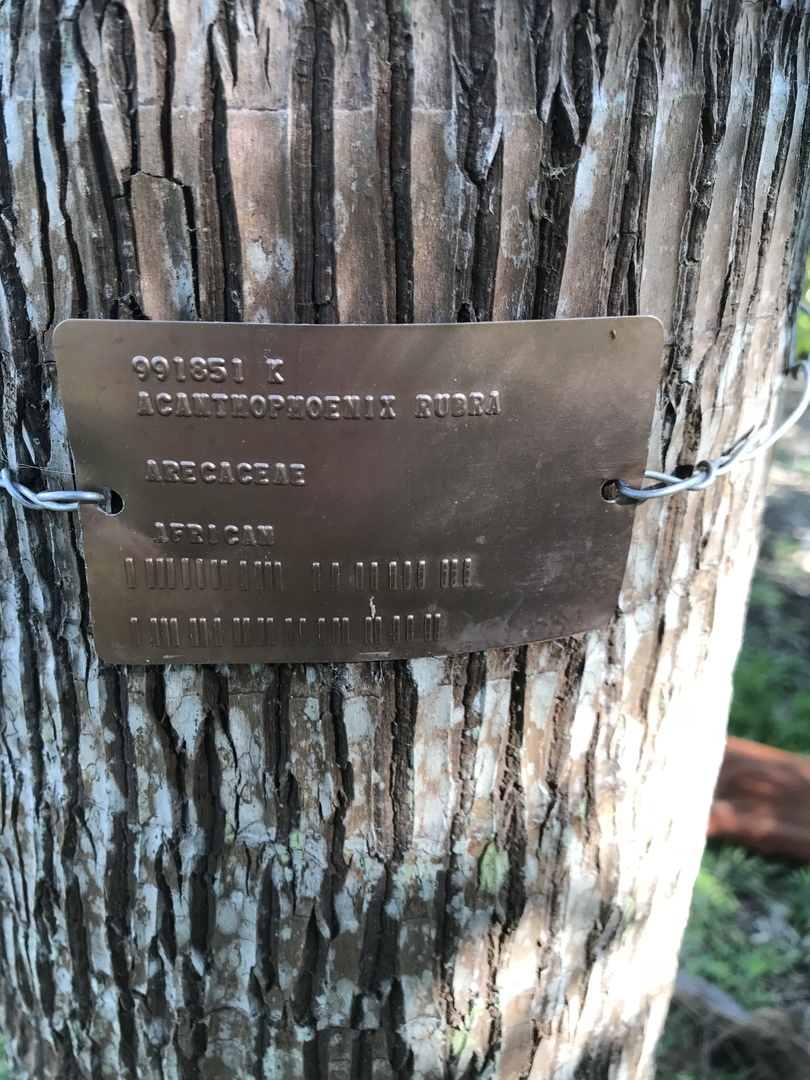 991851 K
ACANTHOPHOENIX RUBRA
ARECACEAE
AFRICAN